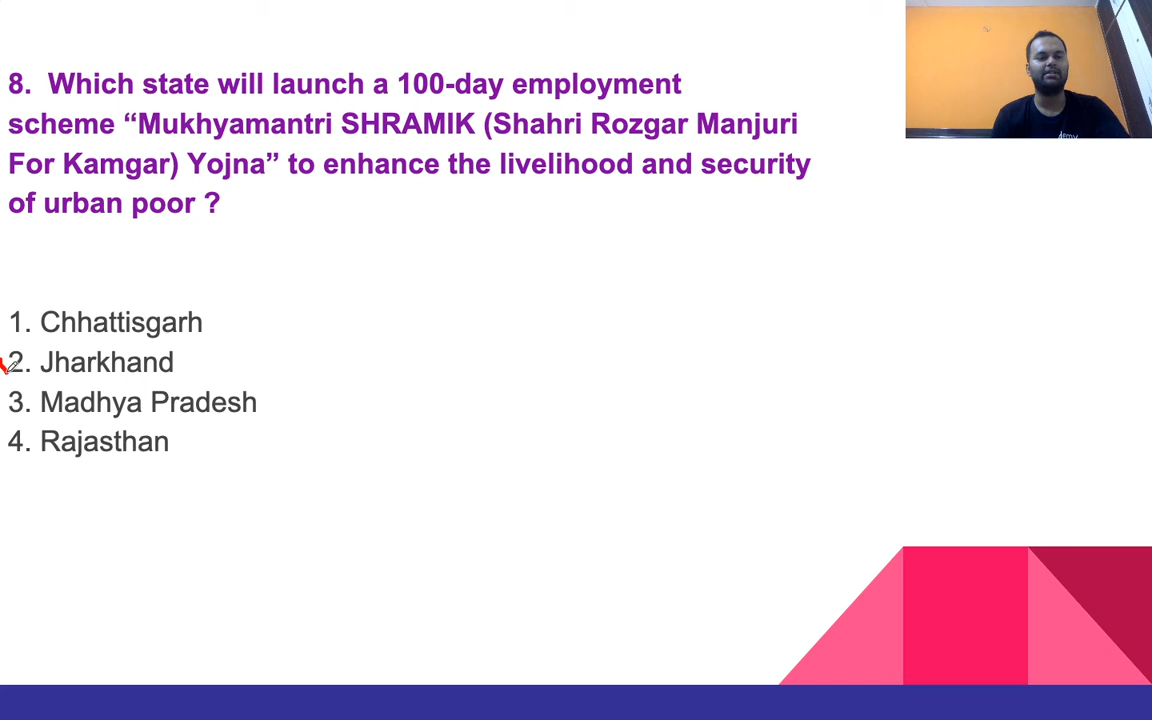 8. Which state will launch a 100-day employment
scheme “Mukhyamantri SHRAMIK (Shahri Rozgar Manjuri
For Kamgar) Yojna” to enhance the livelihood and security
of urban poor ?
1. Chhattisgarh
2. Jharkhand
3. Madhya Pradesh
4. Rajasthan